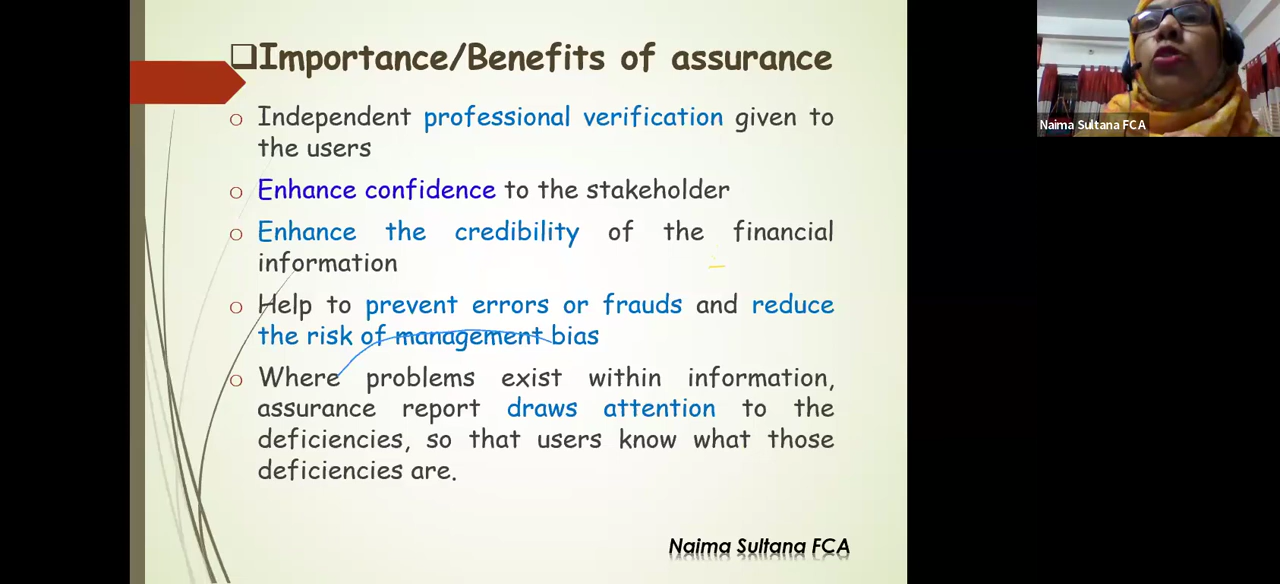 Importance/Benefits of assurance
Independent professional verification given to
the users
Enhance confidence to the stakeholder
Enhance the credibility of the financial
information
Help to prevent errors or frauds and reduce
the risk of management bias
Where problems exist within information,
assurance report draws attention to the
deficiencies, so that users know what those
deficiencies are.
Naima Sultana FCA
Naima Sultana FCA